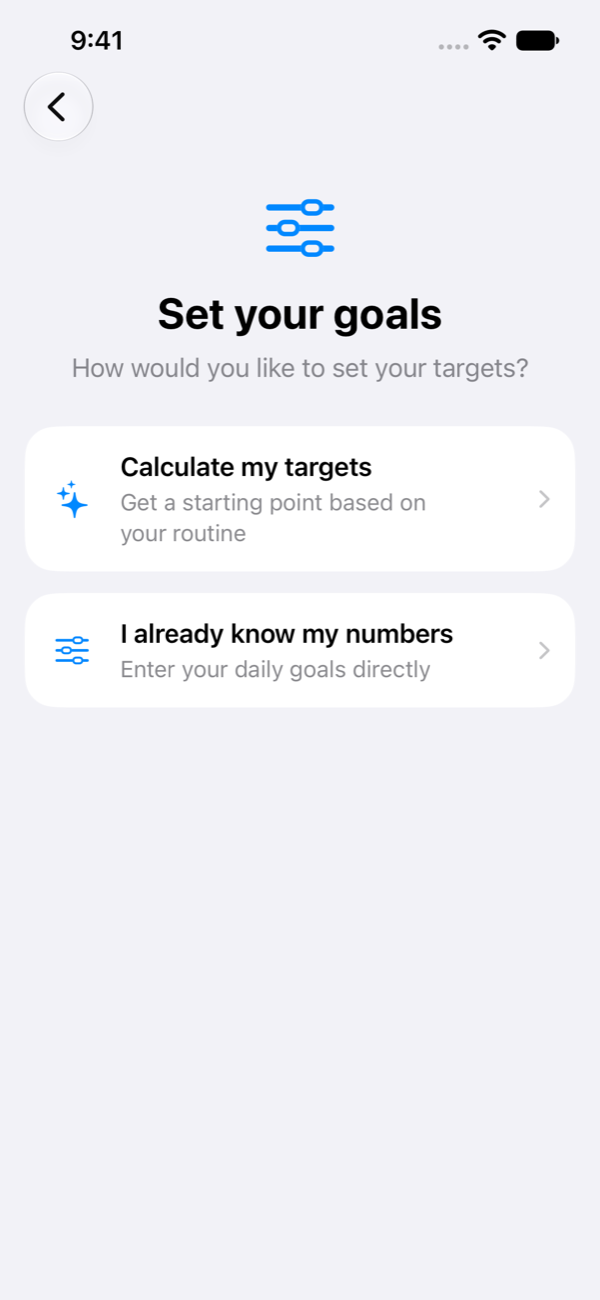 9:41
Set your goals
How would you like to set your targets?
Calculate my targets
Get a starting point based on
your routine
I already know my numbers
Enter your daily goals directly